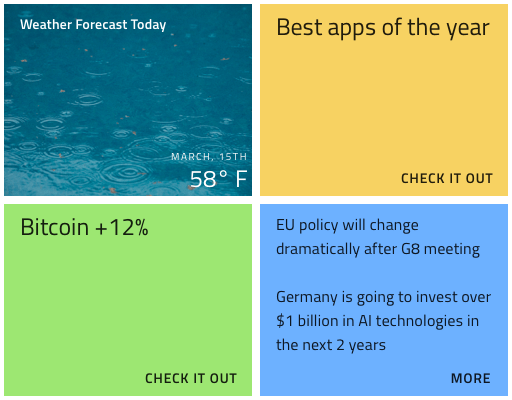 Weather Forecast Today
MARCH, 15TH
58° F
Best apps of the year
CHECK IT OUT
Bitcoin +12%
CHECK IT OUT
EU policy will change
dramatically after G8 meeting
Germany is going to invest over
$1 billion in AI technologies in
the next 2 years
MORE